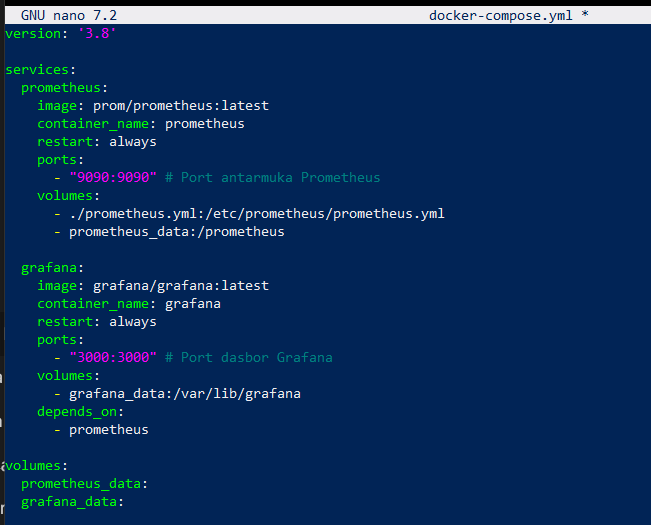 GNU nano 7.2 docker-compose.yml *
version: '3.8'

services:
  prometheus:
    image: prom/prometheus:latest
    container_name: prometheus
    restart: always
    ports:
      - "9090:9090" # Port antarmuka Prometheus
    volumes:
      - ./prometheus.yml:/etc/prometheus/prometheus.yml
      - prometheus_data:/prometheus

  grafana:
    image: grafana/grafana:latest
    container_name: grafana
    restart: always
    ports:
      - "3000:3000" # Port dasbor Grafana
    volumes:
      - grafana_data:/var/lib/grafana
    depends_on:
      - prometheus

volumes:
  prometheus_data:
  grafana_data: